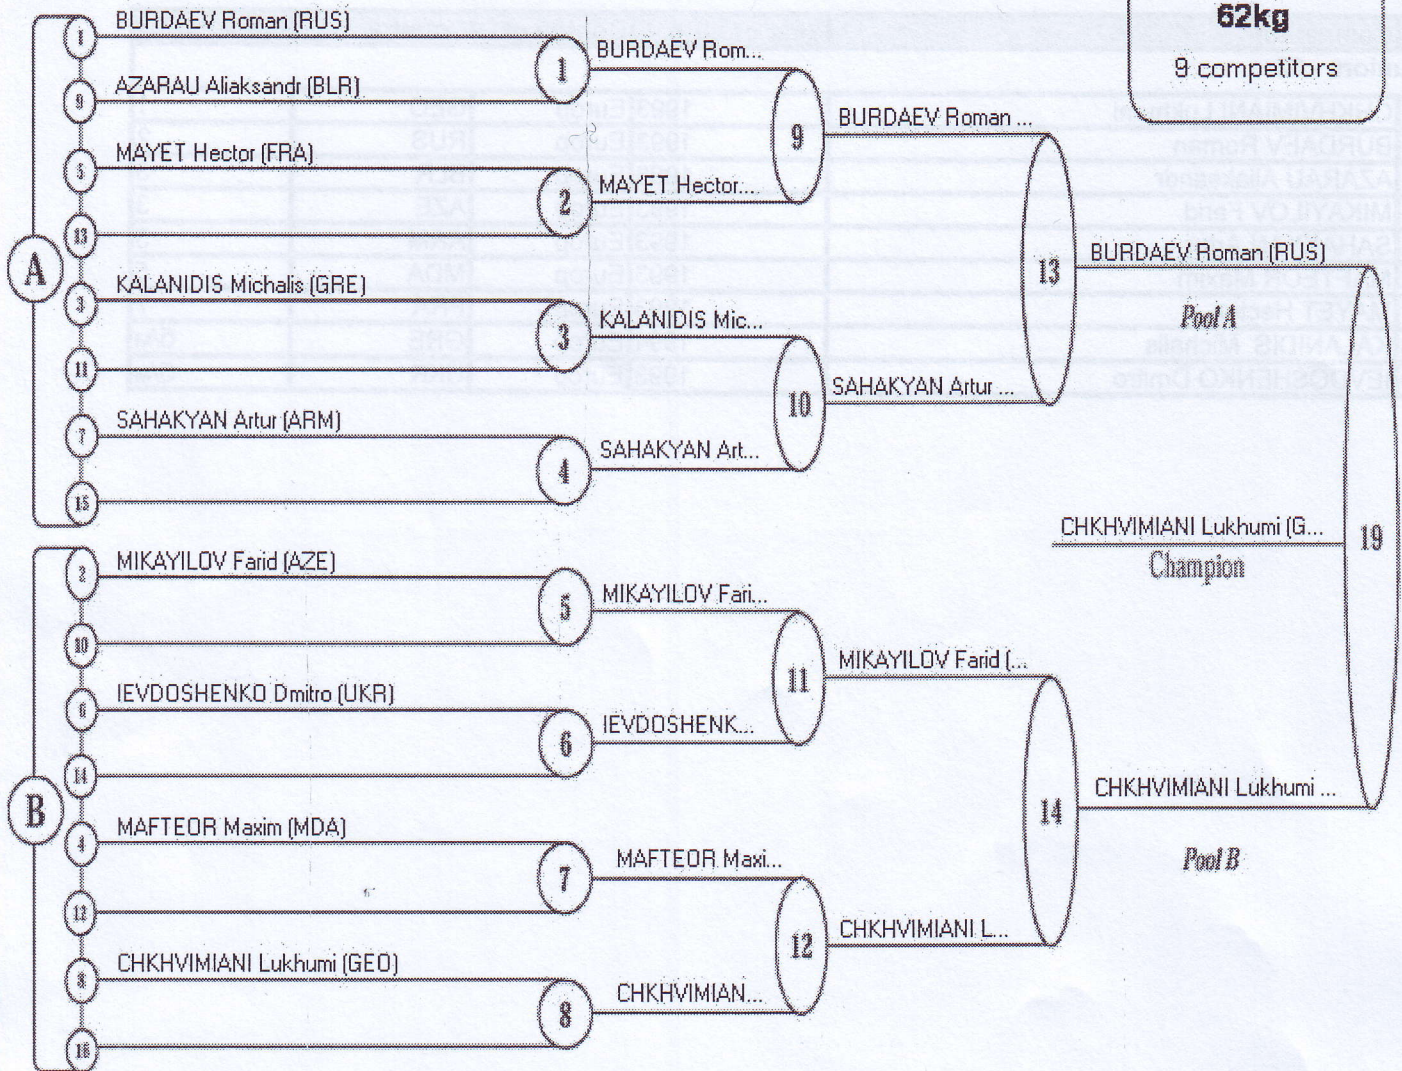 62kg
9 competitors
A
1
BURDAEV Roman (RUS)
9
AZARAU Aliaksandr (BLR)
5
MAYET Hector (FRA)
13
3
KALANIDIS Michalis (GRE)
11
7
SAHAKYAN Artur (ARM)
15
1
BURDAEV Rom...
2
MAYET Hector...
3
KALANIDIS Mic...
4
SAHAKYAN Art...
9
BURDAEV Roman ...
10
SAHAKYAN Artur ...
13
BURDAEV Roman (RUS)
Pool A
B
2
MIKAYILOV Farid (AZE)
10
6
IEVDOSHENKO Dmitro (UKR)
14
4
MAFTEOR Maxim (MDA)
12
8
CHKHVIMIANI Lukhumi (GEO)
16
5
MIKAYILOV Fari...
6
IEVDOSHENK...
7
MAFTEOR Maxi...
8
CHKHVIMIAN...
11
MIKAYILOV Farid (...
12
CHKHVIMIANI L...
14
CHKHVIMIANI Lukhumi ...
Pool B
19
CHKHVIMIANI Lukhumi (G...
Champion